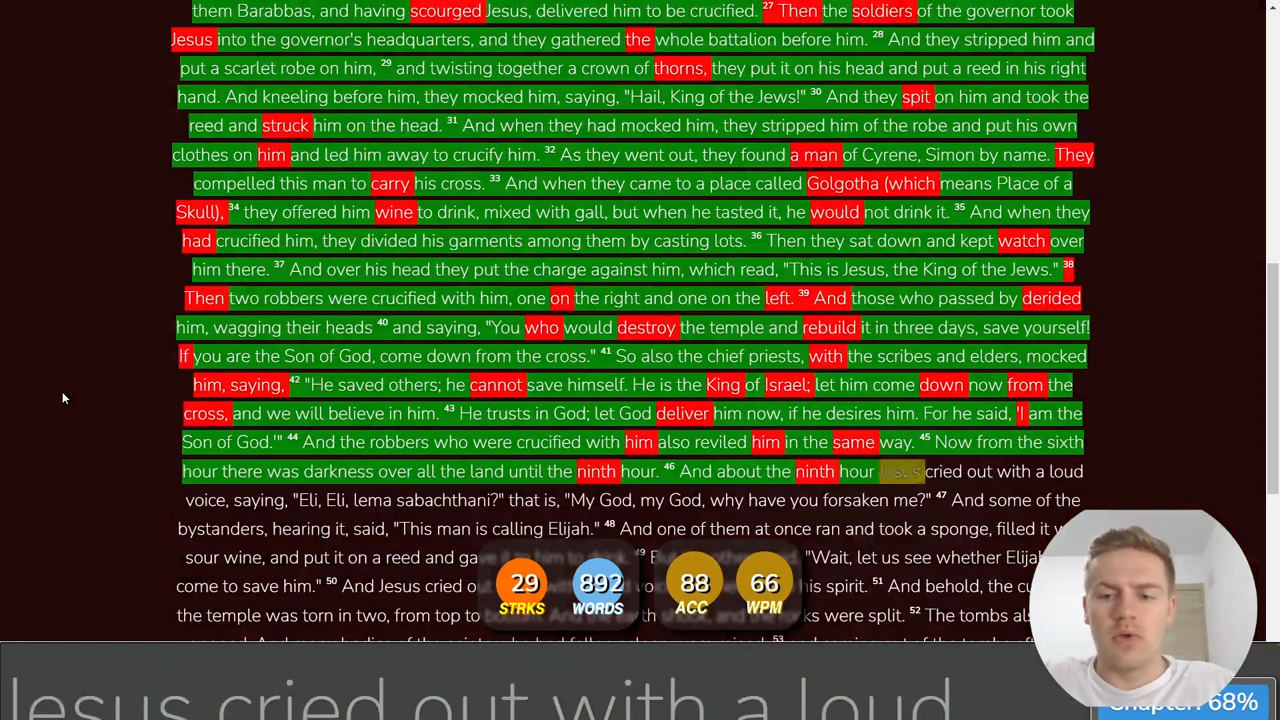 them Barabbas, and having scourged Jesus, delivered him to be crucified. 27 Then the soldiers of the governor took
Jesus into the governor's headquarters, and they gathered the whole battalion before him. 28 And they stripped him and
put a scarlet robe on him, 29 and twisting together a crown of thorns, they put it on his head and put a reed in his right
hand. And kneeling before him, they mocked him, saying, "Hail, King of the Jews!" 30 And they spit on him and took the
reed and struck him on the head. 31 And when they had mocked him, they stripped him of the robe and put his own
clothes on him and led him away to crucify him. 32 As they went out, they found a man of Cyrene, Simon by name. They
compelled this man to carry his cross. 33 And when they came to a place called Golgotha (which means Place of a
Skull), 34 they offered him wine to drink, mixed with gall, but when he tasted it, he would not drink it. 35 And when they
had crucified him, they divided his garments among them by casting lots. 36 Then they sat down and kept watch over
him there. 37 And over his head they put the charge against him, which read, "This is Jesus, the King of the Jews." 38
Then two robbers were crucified with him, one on the right and one on the left. 39 And those who passed by derided
him, wagging their heads 40 and saying, "You who would destroy the temple and rebuild it in three days, save yourself!
If you are the Son of God, come down from the cross." 41 So also the chief priests, with the scribes and elders, mocked
him, saying, 42 "He saved others; he cannot save himself. He is the King of Israel; let him come down now from the
cross, and we will believe in him. 43 He trusts in God; let God deliver him now, if he desires him. For he said, 'I am the
Son of God.'" 44 And the robbers who were crucified with him also reviled him in the same way. 45 Now from the sixth
hour there was darkness over all the land until the ninth hour. 46 And about the ninth hour Jesus cried out with a loud
voice, saying, "Eli, Eli, lema sabachthani?" that is, "My God, my God, why have you forsaken me?" 47 And some of the
bystanders, hearing it, said, "This man is calling Elijah." 48 And one of them at once ran and took a sponge, filled it
sour wine, and put it on a reed and gave it to him to drink. 49 "Wait, let us see whether Elijah
come to save him." 50 And Jesus cried out his spirit. 51 And behold, the
the temple was torn in two, from top to rocks were split. 52 The tombs
29 892 88 66
STRKS WORDS ACC WPM
Jesus cried out with a loud
Chapter: 68%